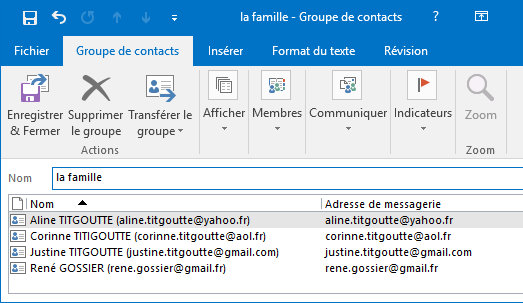 la famille - Groupe de contacts ?
Fichier Groupe de contacts Insérer Format du texte Révision
Enregistrer & Fermer
Supprimer le groupe
Transférer le groupe
Afficher
Membres
Communiquer
Indicateurs
Zoom
Actions Zoom
Nom la famille
Nom Adresse de messagerie
Aline TITGOUTTE (aline.titgoutte@yahoo.fr) aline.titgoutte@yahoo.fr
Corinne TITIGOUTTE (corinne.titgoutte@aol.fr) corinne.titgoutte@aol.fr
Justine TITGOUTTE (justine.titgoutte@gmail.com) justine.titgoutte@gmail.com
René GOSSIER (rene.gossier@gmail.fr) rene.gossier@gmail.fr